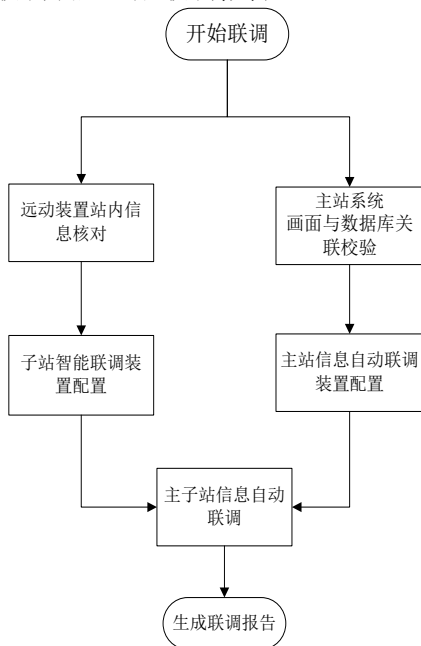 开始联调
远动装置站内信
息核对
主站系统
画面与数据库关
联校验
子站智能联调装
置配置
主站信息自动联调
装置配置
主子站信息自动
联调
生成联调报告